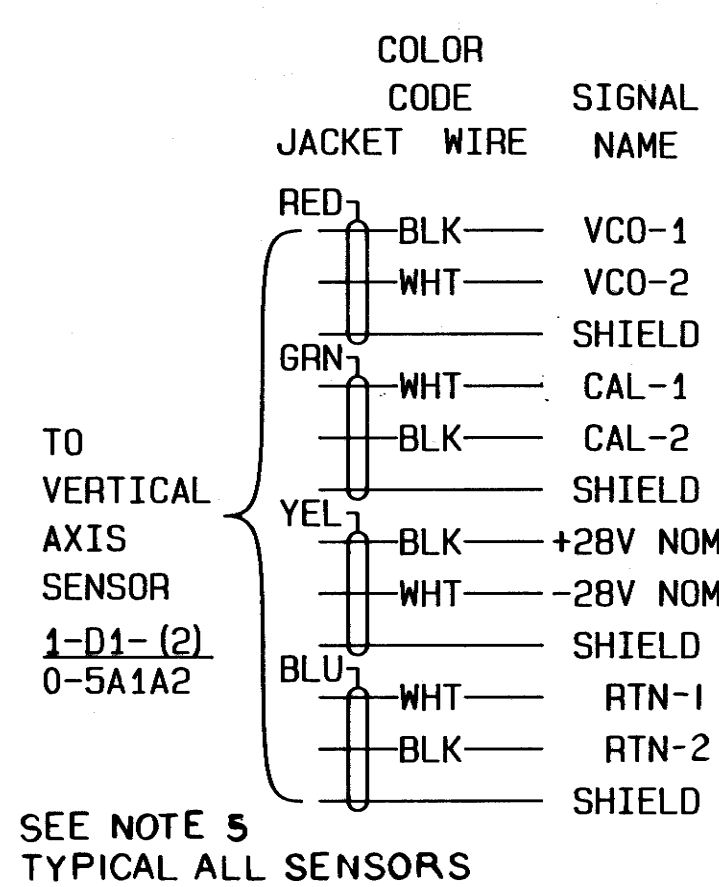 COLOR
CODE SIGNAL
JACKET WIRE NAME
RED
BLK VCO-1
WHT VCO-2
SHIELD
GRN
WHT CAL-1
BLK CAL-2
SHIELD
YEL
BLK +28V NOM
WHT -28V NOM
SHIELD
BLU
WHT RTN-1
BLK RTN-2
SHIELD
TO
VERTICAL
AXIS
SENSOR
1-D1-(2)
0-5A1A2
SEE NOTE 5
TYPICAL ALL SENSORS